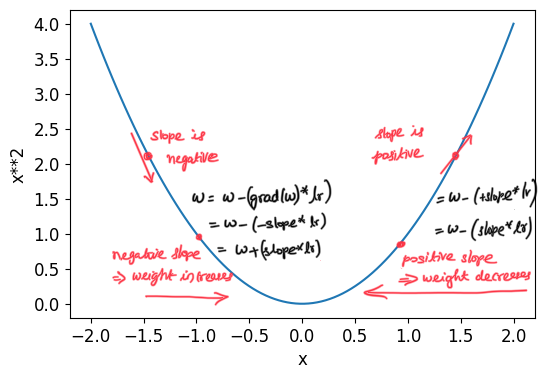 4.0
3.5
3.0
2.5
2.0
1.5
1.0
0.5
0.0
x**2
slope is
negative
slope is
positive
w = w-(grad(w)* lr)
= w-(-slope* lr)
= w+(slope*lr)
= w-(+slope* lr)
= w-(slope* lr)
negative slope
⇒ weight increases
positive slope
⇒ weight decreases
-2.0 -1.5 -1.0 -0.5 0.0 0.5 1.0 1.5 2.0
x